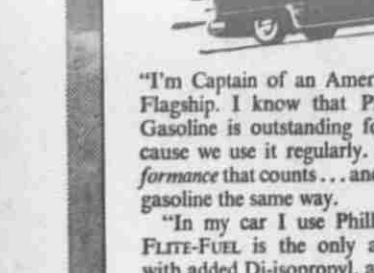 "I'm Captain of an Amer
Flagship. I know that P
Gasoline is outstanding fo
cause we use it regularly.
formance that counts . . . and
gasoline the same way.
"In my car I use Phill
FLITE-FUEL is the only a
with added Di-isopropyl, a